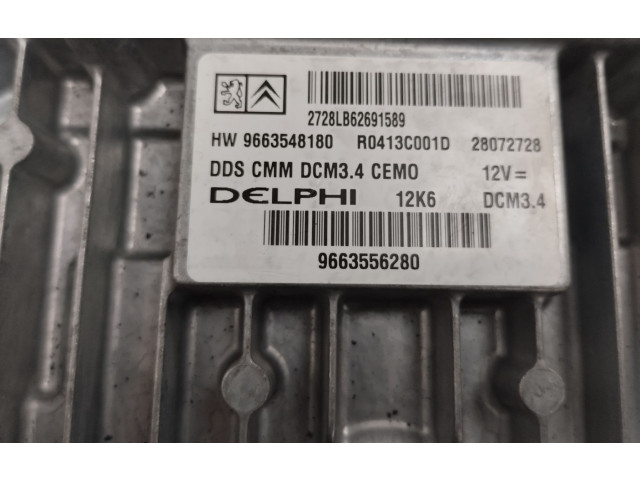 2728LB62691589
HW 9663548180 R0413C001D 28072728
DDS CMM DCM3.4 CEMO 12V =
DELPHI 12K6 DCM3.4
9663556280